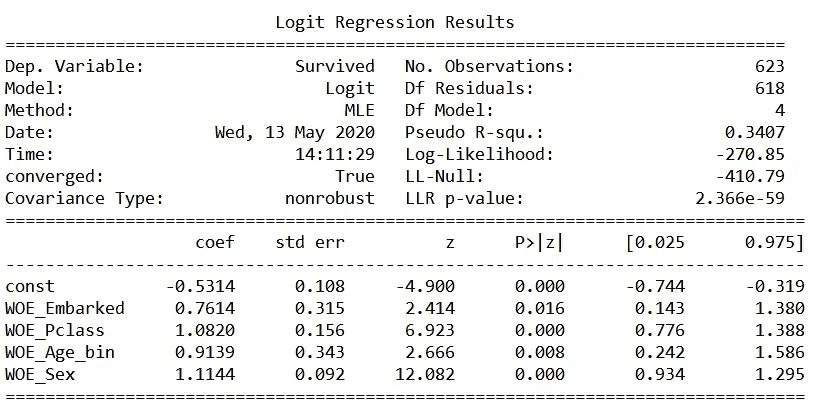 Logit Regression Results
==============================================================================
Dep. Variable: Survived No. Observations: 623
Model: Logit Df Residuals: 618
Method: MLE Df Model: 4
Date: Wed, 13 May 2020 Pseudo R-squ.: 0.3407
Time: 14:11:29 Log-Likelihood: -270.85
converged: True LL-Null: -410.79
Covariance Type: nonrobust LLR p-value: 2.366e-59
================================================================================
coef std err z P>|z| [0.025 0.975]
--------------------------------------------------------------------------------
const -0.5314 0.108 -4.900 0.000 -0.744 -0.319
WOE_Embarked 0.7614 0.315 2.414 0.016 0.143 1.380
WOE_Pclass 1.0820 0.156 6.923 0.000 0.776 1.388
WOE_Age_bin 0.9139 0.343 2.666 0.008 0.242 1.586
WOE_Sex 1.1144 0.092 12.082 0.000 0.934 1.295
================================================================================